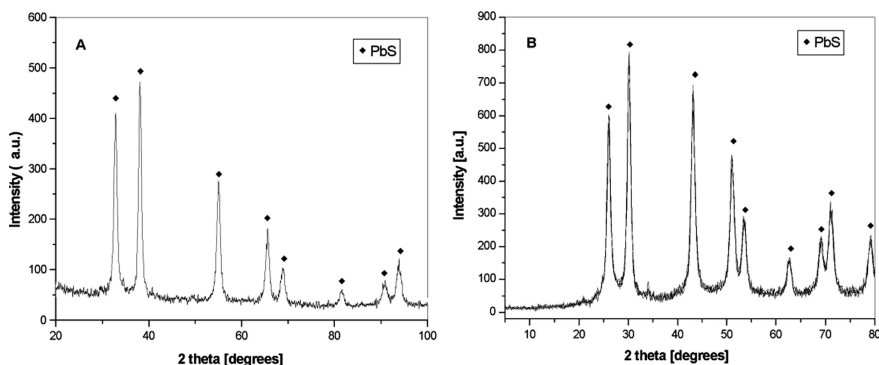 A
◆ PbS
Intensity ( a.u.)
600
500
400
300
200
100
0
20 40 60 80 100
2 theta [degrees]
B
◆ PbS
Intensity [a.u.]
900
800
700
600
500
400
300
200
100
0
10 20 30 40 50 60 70 80
2 theta [degrees]